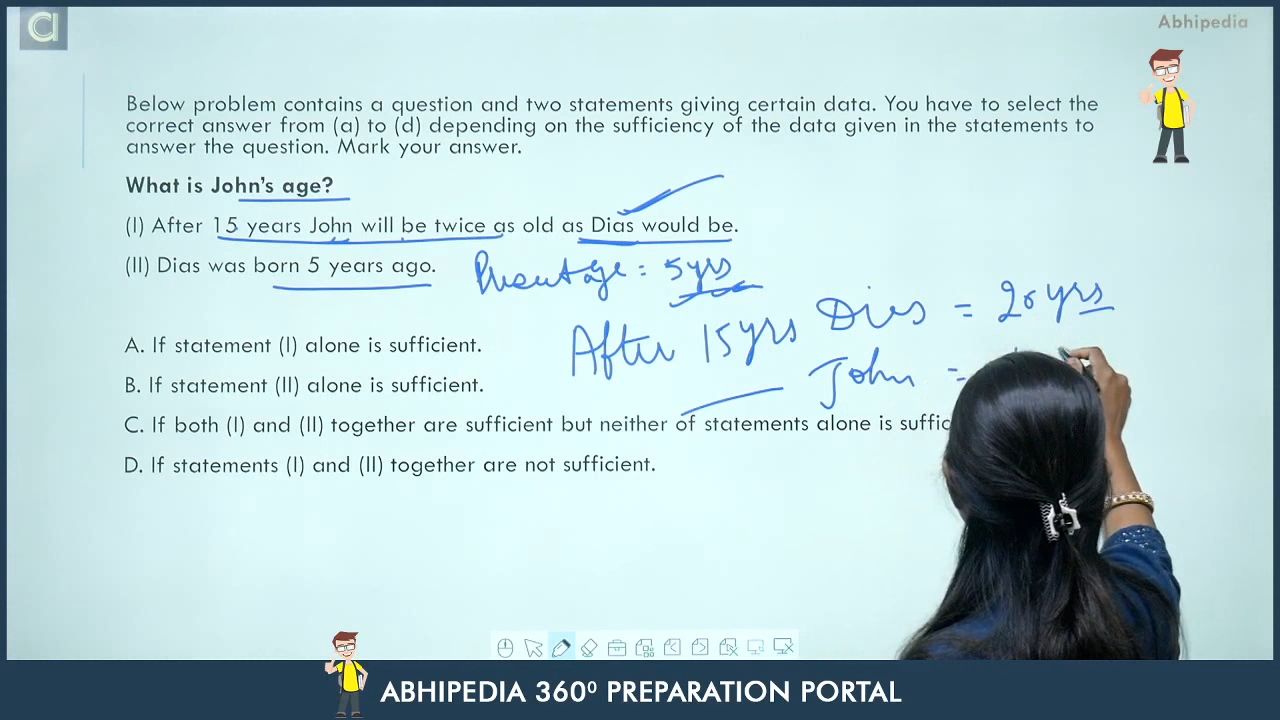 Abhipedia
Below problem contains a question and two statements giving certain data. You have to select the
correct answer from (a) to (d) depending on the sufficiency of the data given in the statements to
answer the question. Mark your answer.
What is John's age?
(I) After 15 years John will be twice as old as Dias would be.
(II) Dias was born 5 years ago.
Present age = 5yrs
After 15yrs Dies = 20 yrs
John =
A. If statement (I) alone is sufficient.
B. If statement (II) alone is sufficient.
C. If both (I) and (II) together are sufficient but neither of statements alone is suffic
D. If statements (I) and (II) together are not sufficient.
ABHIPEDIA 360⁰ PREPARATION PORTAL